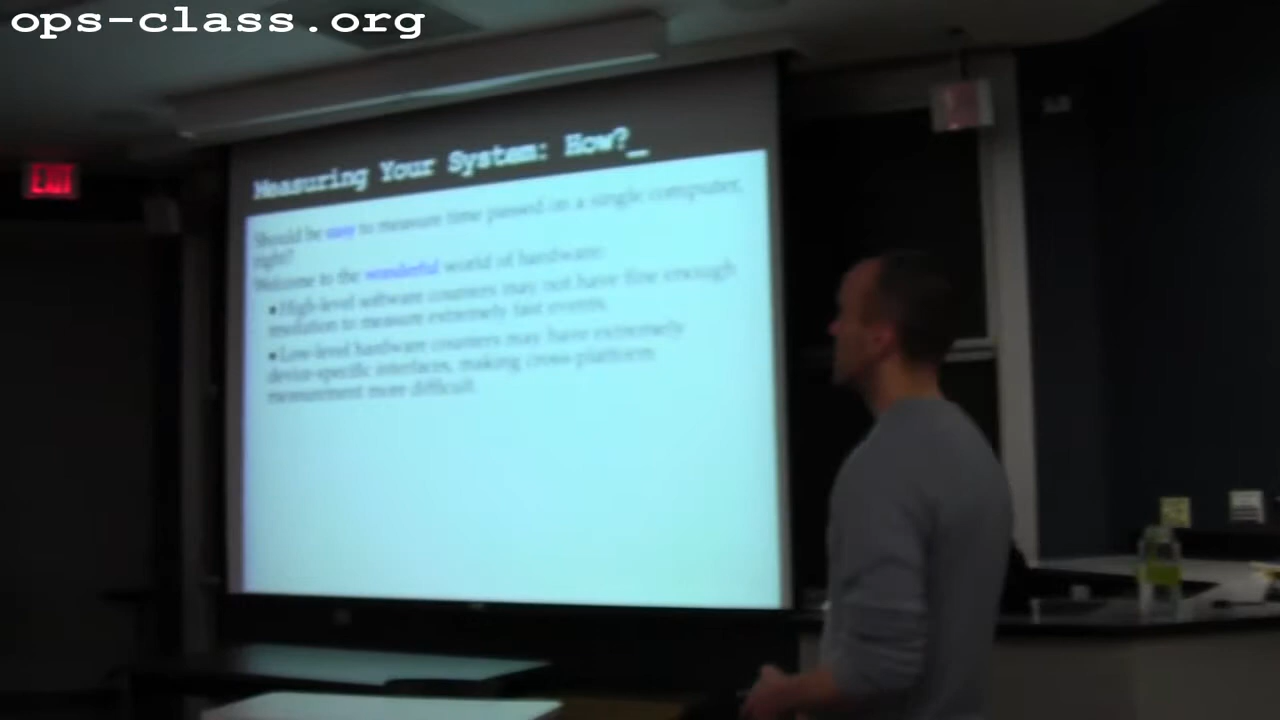 ops-class.org
EXIT
Measuring Your System: How?_
Should be easy to measure time passed on a single computer,
right?
Welcome to the wonderful world of hardware:
• High-level software counters may not have fine enough
resolution to measure extremely fast events.
• Low-level hardware counters may have extremely
device-specific interfaces, making cross-platform
measurement more difficult.